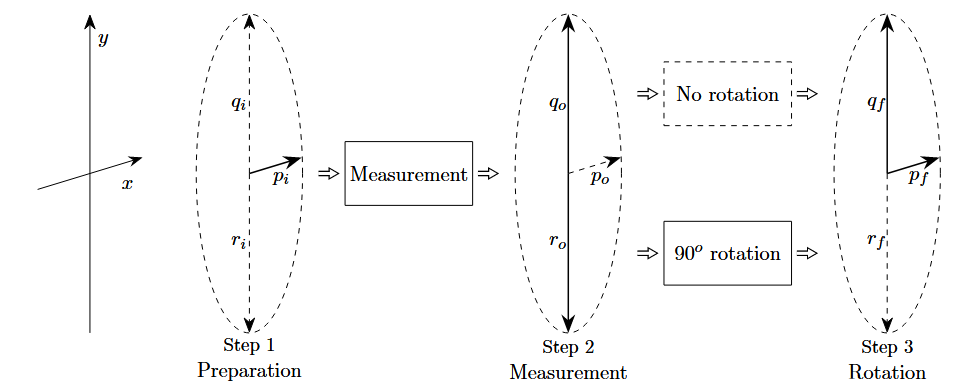 y
x
q_i
p_i
r_i
Step 1
Preparation
Measurement
q_o
p_o
r_o
Step 2
Measurement
No rotation
90^o rotation
q_f
p_f
r_f
Step 3
Rotation